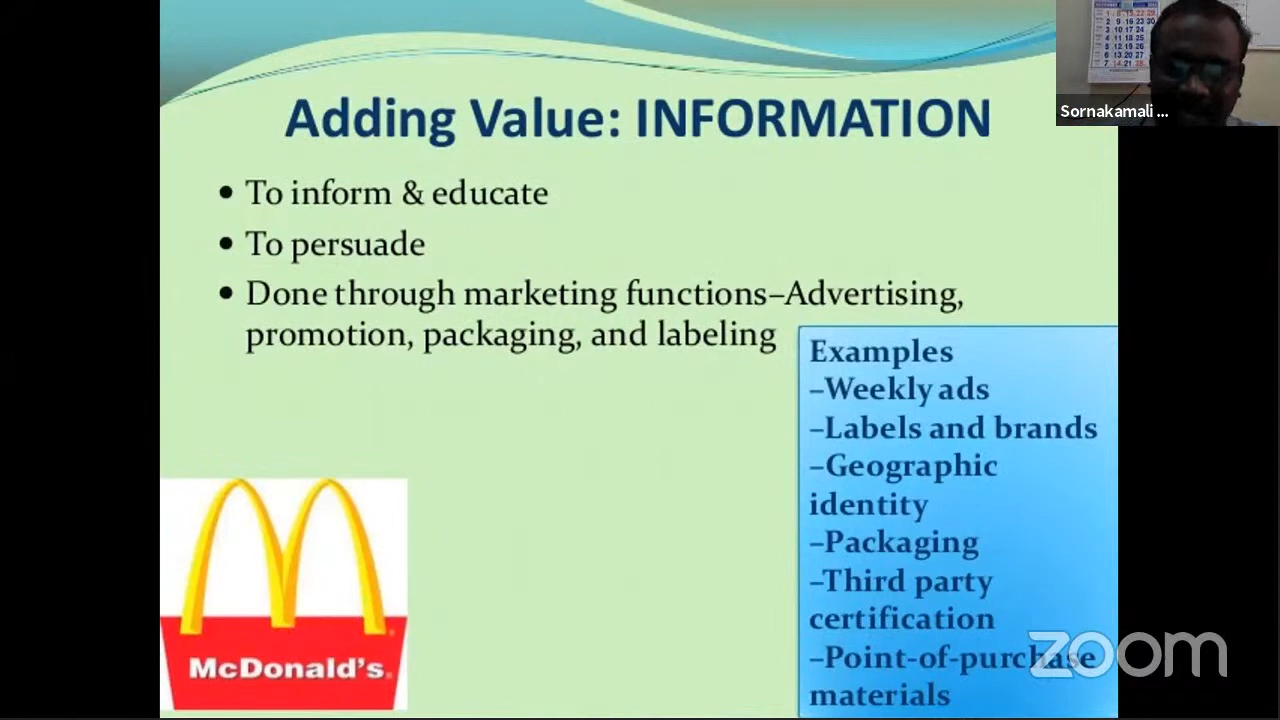 Adding Value: INFORMATION
Sornakamali ...
• To inform & educate
• To persuade
• Done through marketing functions–Advertising,
promotion, packaging, and labeling
Examples
–Weekly ads
–Labels and brands
–Geographic
identity
–Packaging
–Third party
certification
–Point-of-purchase
materials
McDonald's
zoom